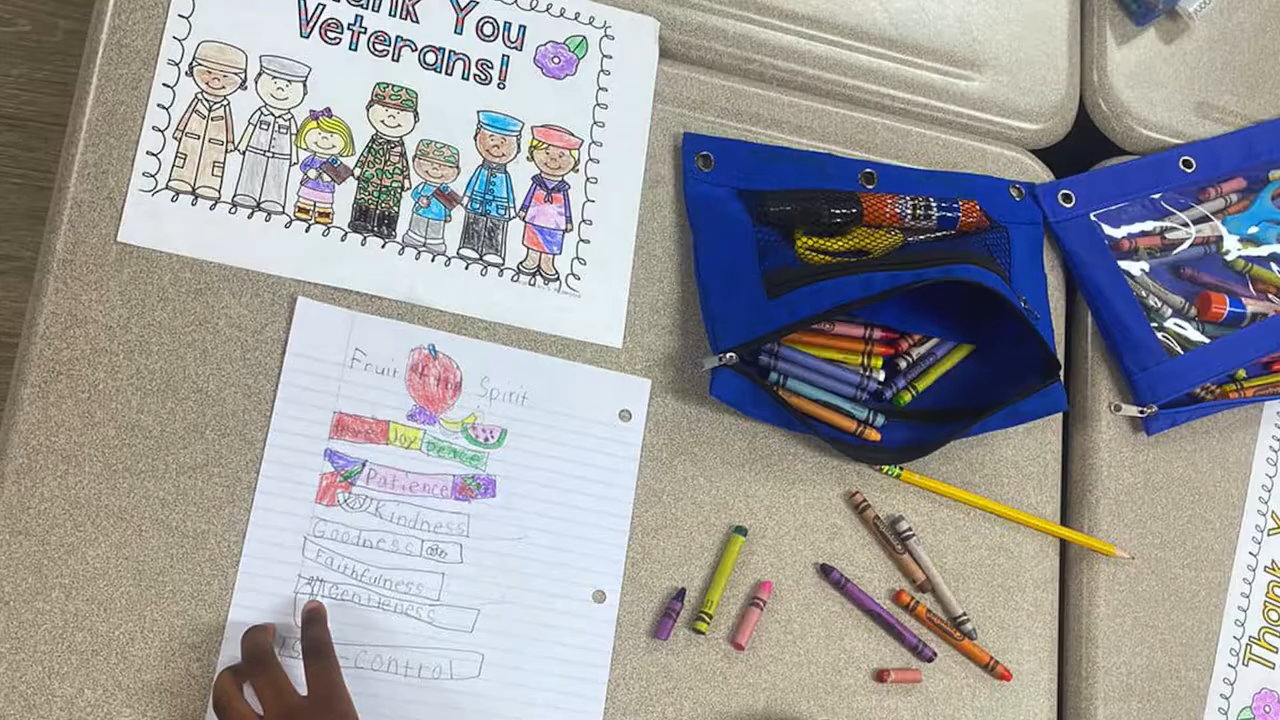 Thank You
Veterans!
Fruit of the Spirit
love Joy peace
Patience
Kindness
Goodness
Faithfulness
Gentleness
-control
Thank Y